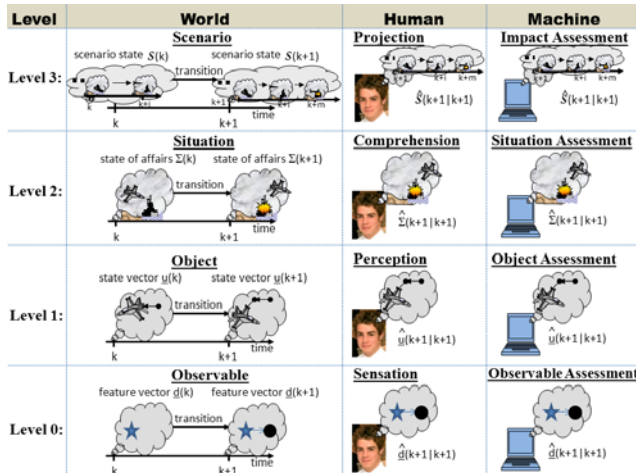 Level World Human Machine
Scenario Projection Impact Assessment
scenario state S(k) scenario state S(k+1)
transition
Level 3:
k k+i k+m
k k+i k+m
k k+i k+m
Ŝ(k+1|k+1) Ŝ(k+1|k+1)
k k+1 time
Situation Comprehension Situation Assessment
state of affairs Σ(k) state of affairs Σ(k+1)
Level 2:
transition
Σ̂(k+1|k+1) Σ̂(k+1|k+1)
k k+1 time
Object Perception Object Assessment
state vector u(k) state vector u(k+1)
Level 1:
transition
û(k+1|k+1) û(k+1|k+1)
k k+1 time
Observable Sensation Observable Assessment
feature vector d(k) feature vector d(k+1)
transition
Level 0:
d̂(k+1|k+1) d̂(k+1|k+1)
k k+1 time